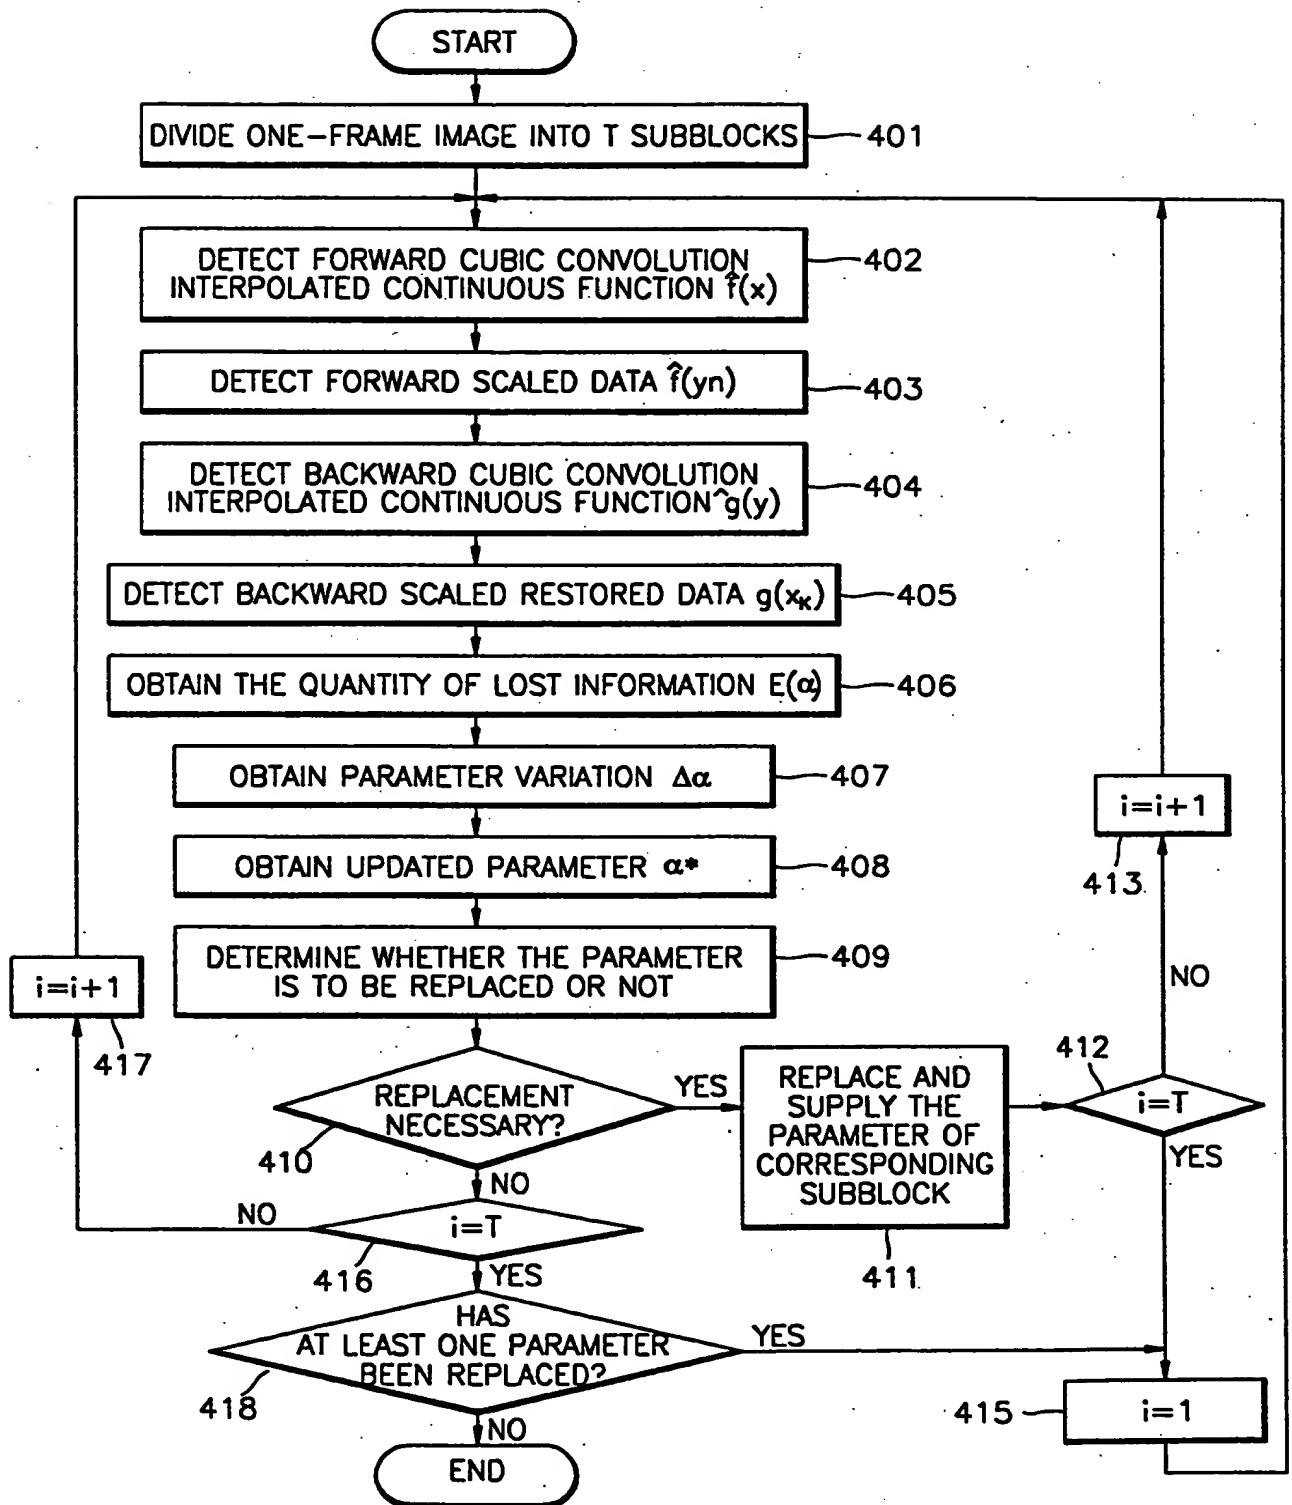 START
DIVIDE ONE-FRAME IMAGE INTO T SUBBLOCKS
401
DETECT FORWARD CUBIC CONVOLUTION
INTERPOLATED CONTINUOUS FUNCTION f̂(x)
402
DETECT FORWARD SCALED DATA f̂(yn)
403
DETECT BACKWARD CUBIC CONVOLUTION
INTERPOLATED CONTINUOUS FUNCTION ^g(y)
404
DETECT BACKWARD SCALED RESTORED DATA g(xK)
405
OBTAIN THE QUANTITY OF LOST INFORMATION E(α)
406
OBTAIN PARAMETER VARIATION Δα
407
i=i+1
413
OBTAIN UPDATED PARAMETER α*
408
DETERMINE WHETHER THE PARAMETER
IS TO BE REPLACED OR NOT
409
i=i+1
417
NO
REPLACEMENT
NECESSARY?
410
YES
REPLACE AND
SUPPLY THE
PARAMETER OF
CORRESPONDING
SUBBLOCK
411
412
i=T
YES
NO
i=T
416
NO
YES
HAS
AT LEAST ONE PARAMETER
BEEN REPLACED?
418
YES
415
i=1
NO
END